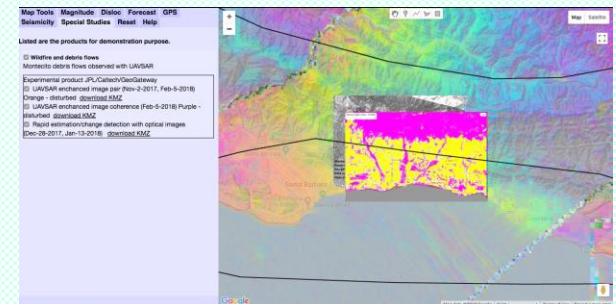 Map Tools Magnitude Disloc Forecast GPS
Seismicity Special Studies Reset Help
Listed are the products for demonstration purpose.
Wildfire and debris flows
Montecito debris flows observed with UAVSAR
Experimental product JPL/Caltech/GeoGateway
UAVSAR enchanced image pair (Nov-2-2017, Feb-5-2018)
Orange - disturbed download KMZ
UAVSAR enhanced image coherence (Feb-5-2018) Purple -
disturbed download KMZ
Rapid estimation/change detection with optical images
(Dec-28-2017, Jan-13-2018) download KMZ
+
−
Map Satellite
Santa Barbara
Google